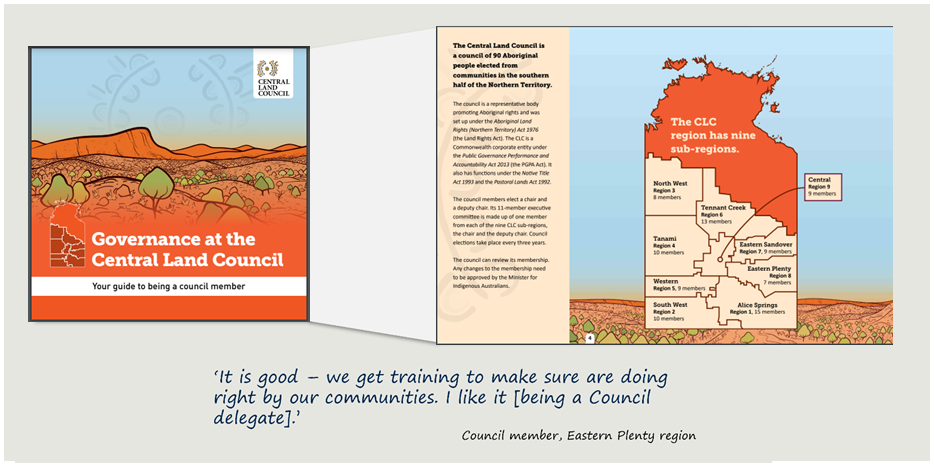 CENTRAL
LAND
COUNCIL
Governance at the
Central Land Council
Your guide to being a council member
The Central Land Council is
a council of 90 Aboriginal
people elected from
communities in the southern
half of the Northern Territory.
The council is a representative body
promoting Aboriginal rights and was
set up under the Aboriginal Land
Rights (Northern Territory) Act 1976
(the Land Rights Act). The CLC is a
Commonwealth corporate entity under
the Public Governance Performance and
Accountability Act 2013 (the PGPA Act). It
also has functions under the Native Title
Act 1993 and the Pastoral Lands Act 1992.
The council members elect a chair and
a deputy chair. Its 11-member executive
committee is made up of one member
from each of the nine CLC sub-regions,
the chair and the deputy chair. Council
elections take place every three years.
The council can review its membership.
Any changes to the membership need
to be approved by the Minister for
Indigenous Australians.
4
The CLC
region has nine
sub-regions.
Central
Region 9
9 members
North West
Region 3
8 members
Tennant Creek
Region 6
13 members
Tanami
Region 4
10 members
Eastern Sandover
Region 7, 9 members
Eastern Plenty
Region 8
7 members
Western
Region 5, 9 members
South West
Region 2
10 members
Alice Springs
Region 1, 15 members
‘It is good – we get training to make sure are doing
right by our communities. I like it [being a Council
delegate].’
Council member, Eastern Plenty region